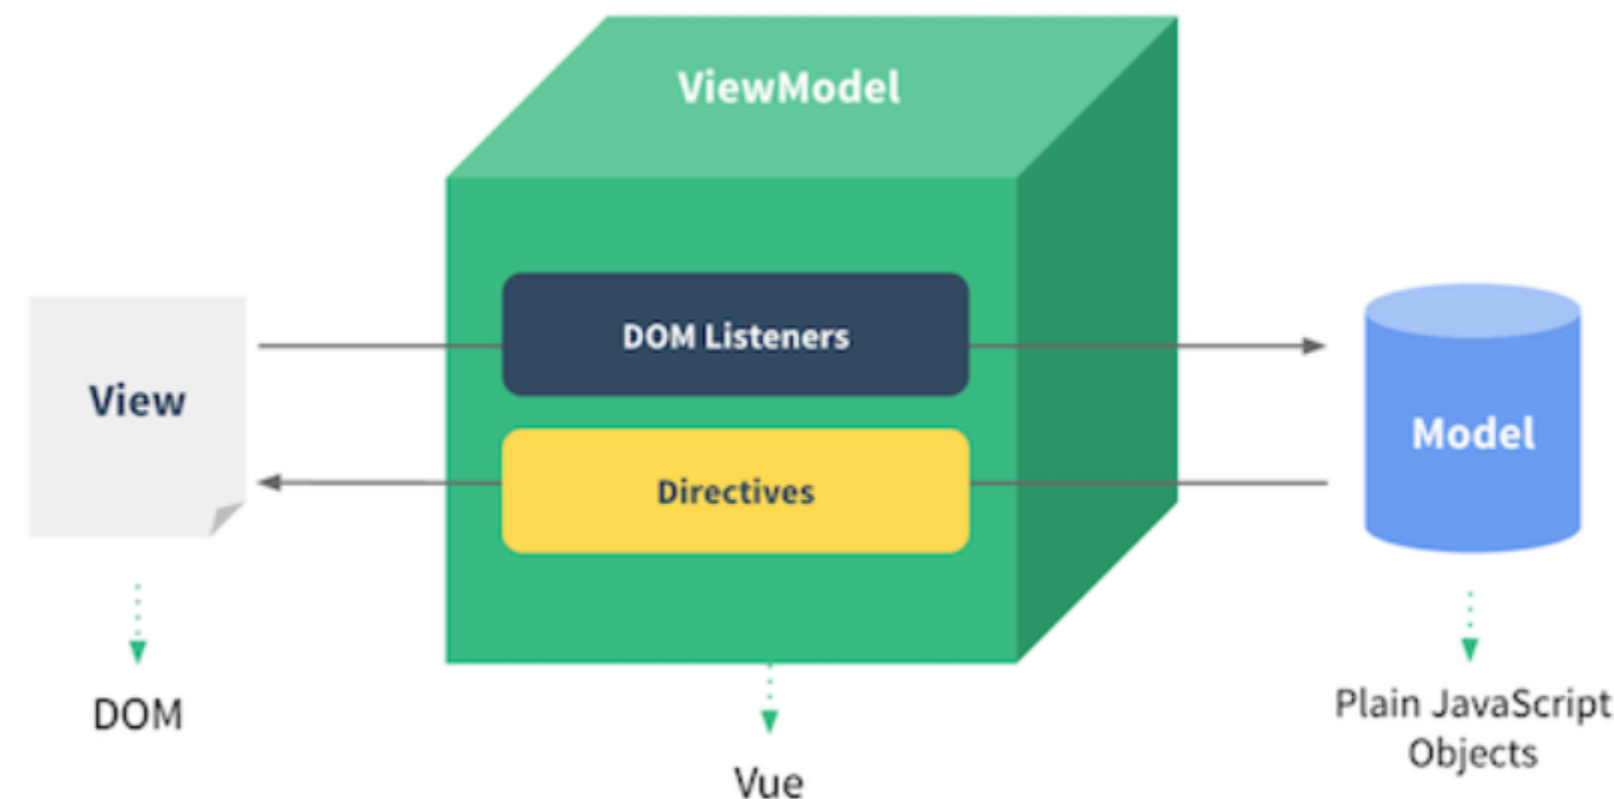 ViewModel
DOM Listeners
View
Directives
Model
DOM
Vue
Plain JavaScript
Objects